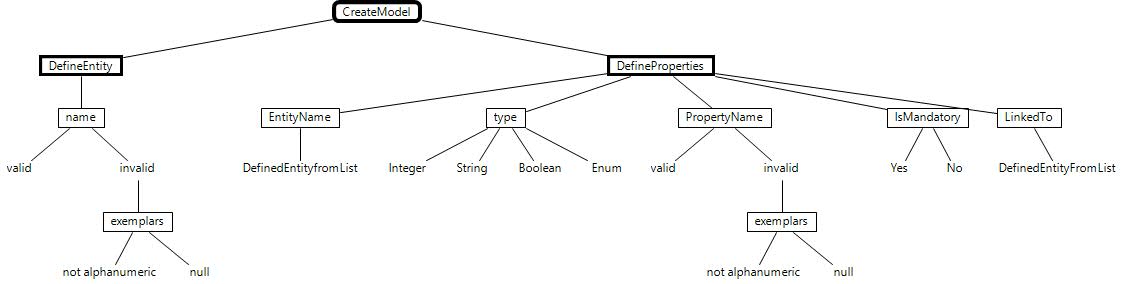 CreateModel
DefineEntity
DefineProperties
name
EntityName
type
PropertyName
IsMandatory
LinkedTo
valid
invalid
DefinedEntityfromList
Integer
String
Boolean
Enum
valid
invalid
Yes
No
DefinedEntityFromList
exemplars
exemplars
not alphanumeric
null
not alphanumeric
null